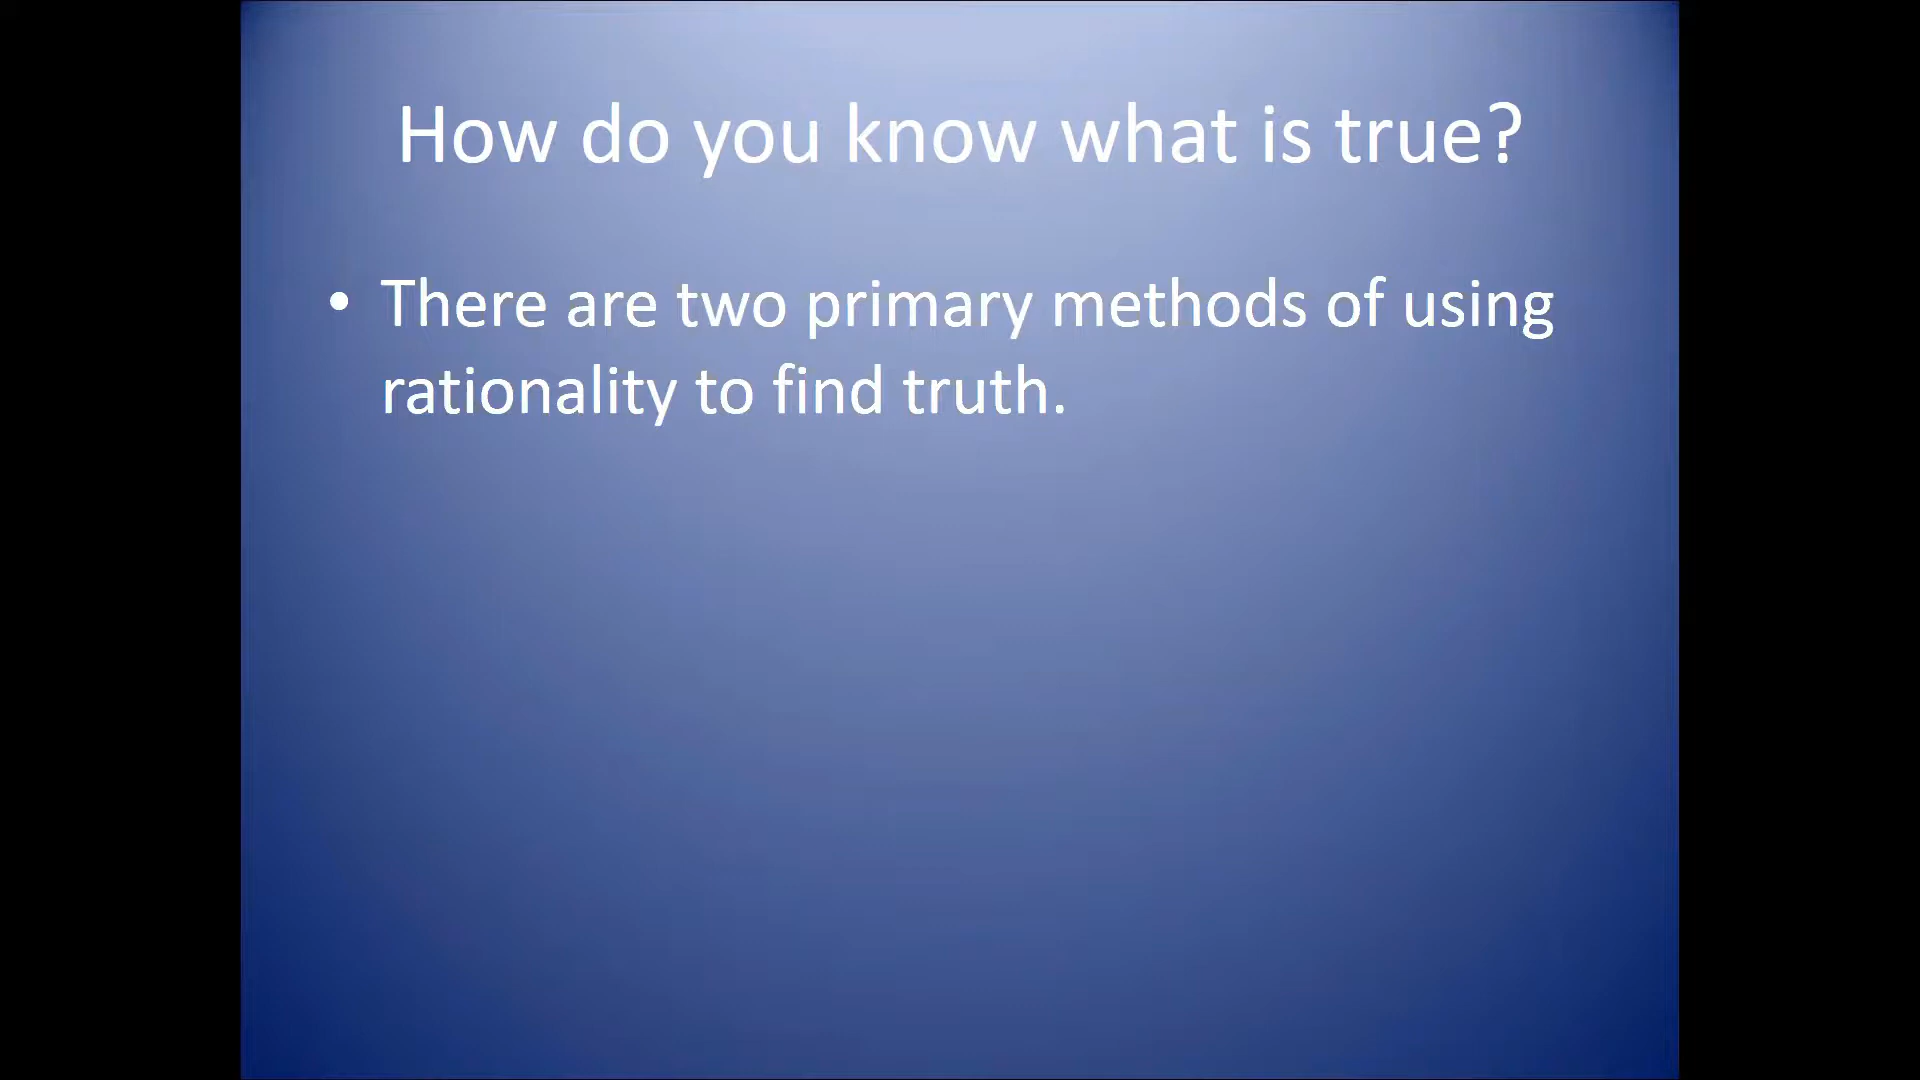 How do you know what is true?
• There are two primary methods of using
rationality to find truth.